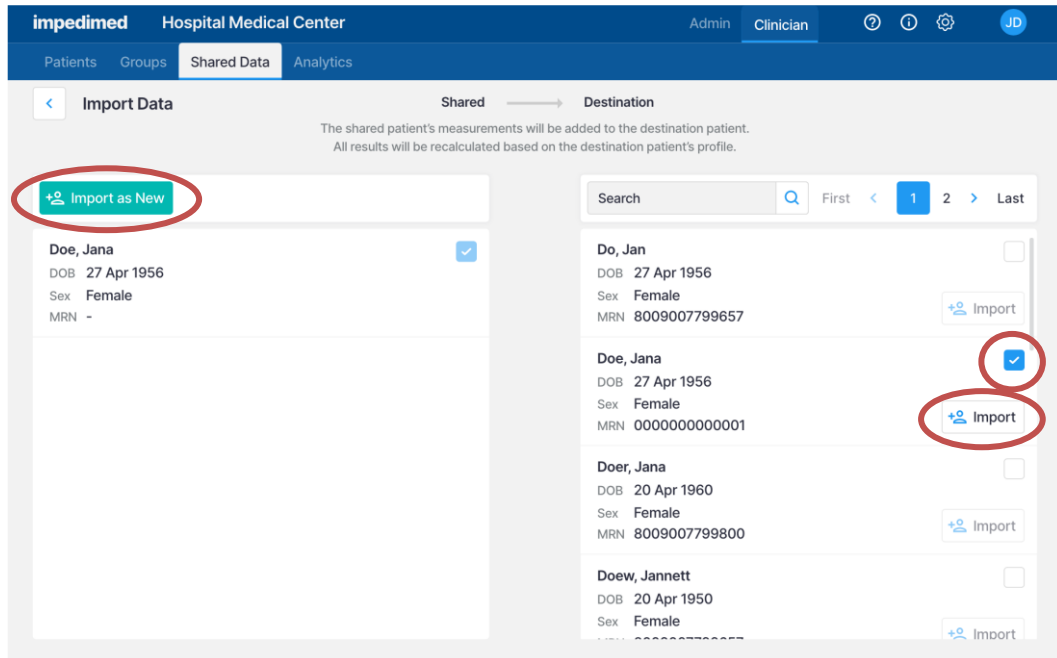 impedimed Hospital Medical Center Admin Clinician JD
Patients Groups Shared Data Analytics
Import Data Shared Destination
The shared patient's measurements will be added to the destination patient.
All results will be recalculated based on the destination patient's profile.
Import as New
Doe, Jana
DOB 27 Apr 1956
Sex Female
MRN -
Search First < 1 2 > Last
Do, Jan
DOB 27 Apr 1956
Sex Female
MRN 8009007799657
Import
Doe, Jana
DOB 27 Apr 1956
Sex Female
MRN 0000000000001
Import
Doer, Jana
DOB 20 Apr 1960
Sex Female
MRN 8009007799800
Import
Doew, Jannett
DOB 20 Apr 1950
Sex Female
Import